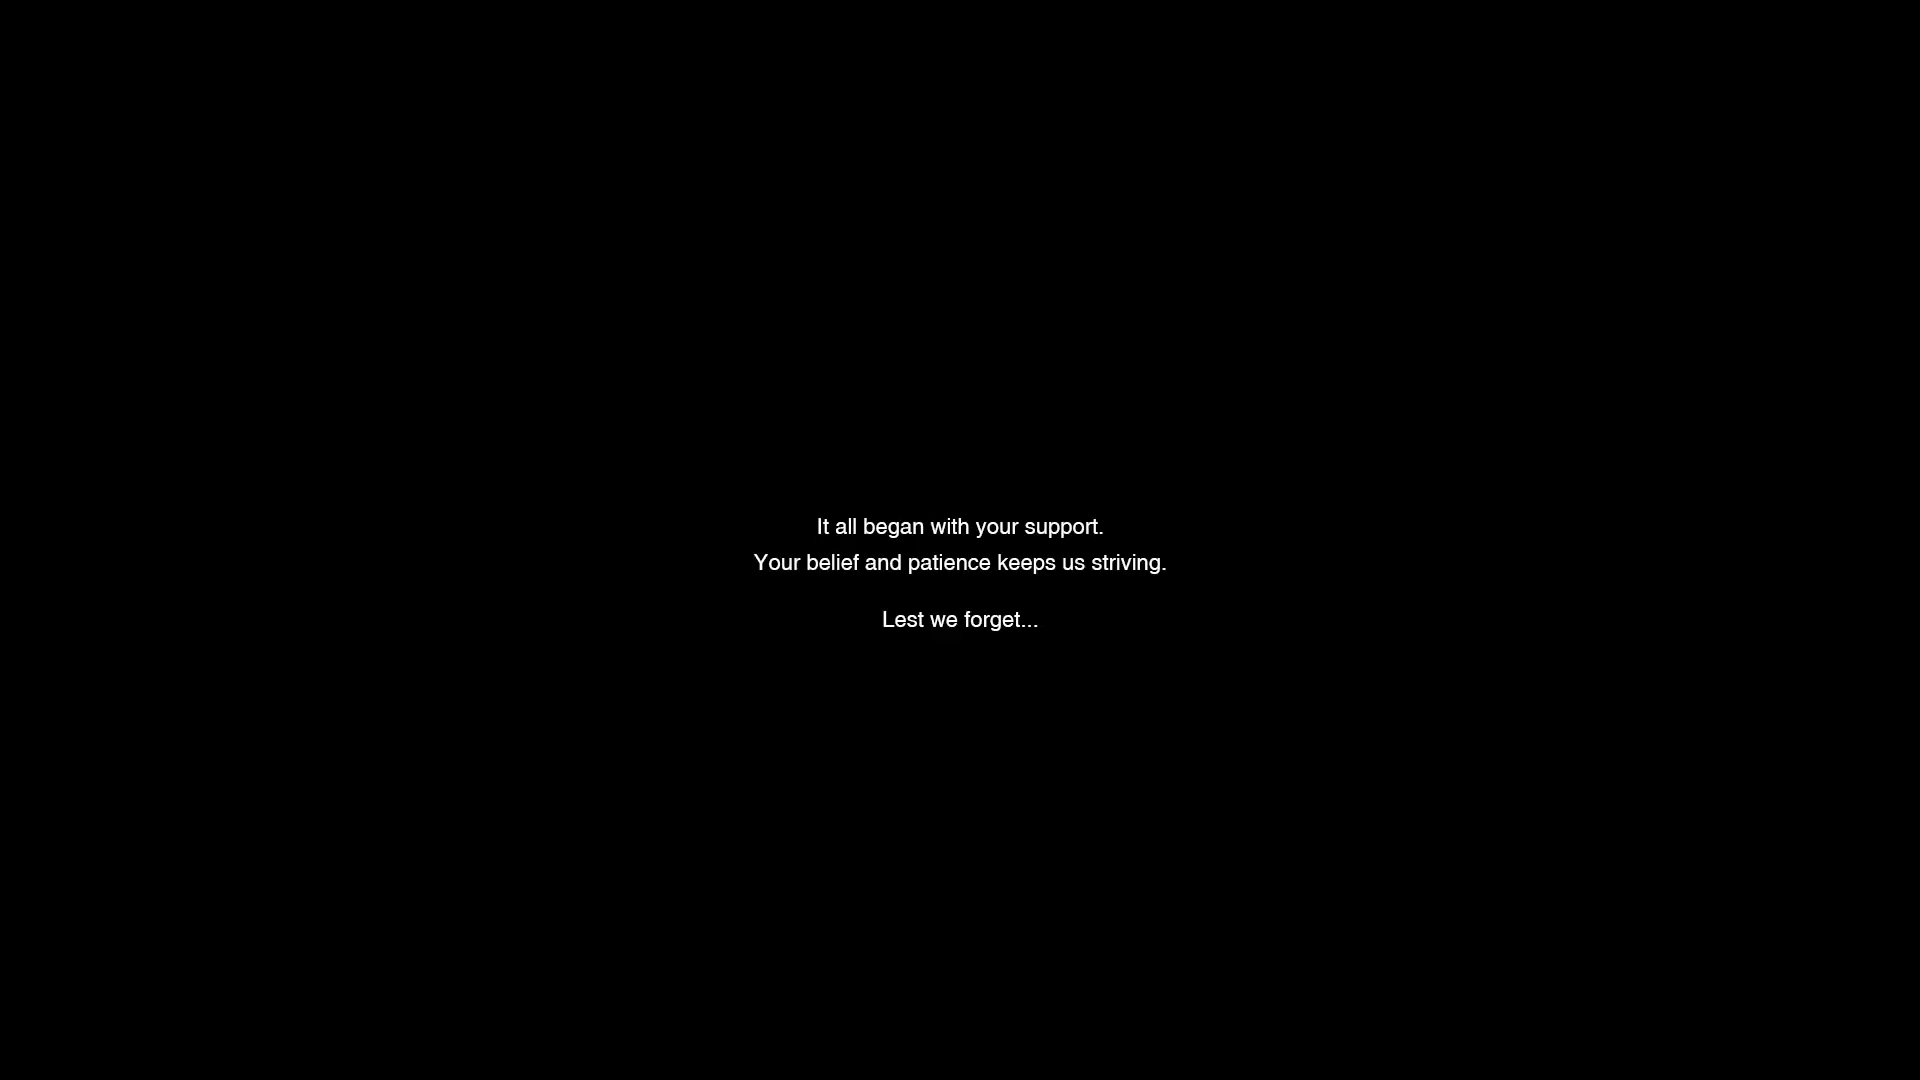 It all began with your support.
Your belief and patience keeps us striving.
Lest we forget...